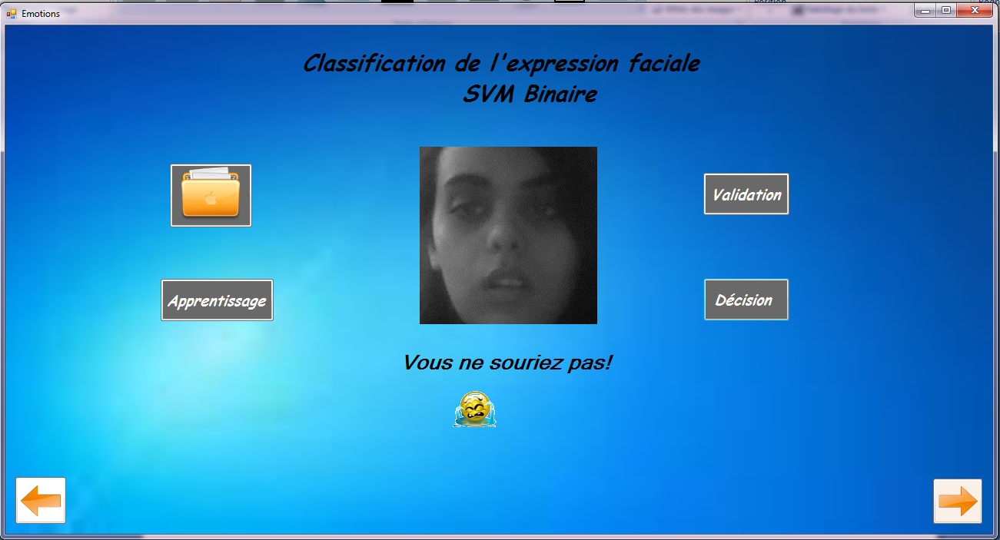 Emotions
Classification de l'expression faciale
SVM Binaire
Validation
Apprentissage
Décision
Vous ne souriez pas!